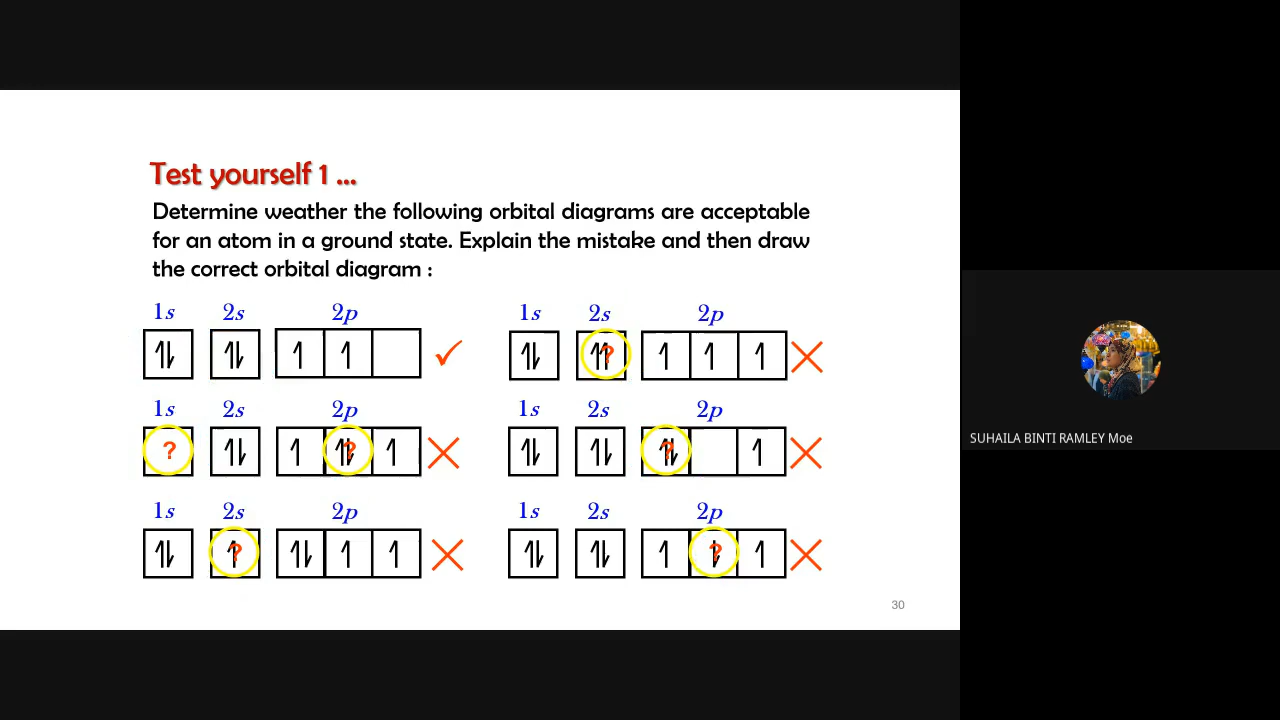 Test yourself 1 ...
Determine weather the following orbital diagrams are acceptable
for an atom in a ground state. Explain the mistake and then draw
the correct orbital diagram :
1s 2s 2p
1s 2s 2p
?
1s 2s 2p
? ?
1s 2s 2p
?
1s 2s 2p
?
1s 2s 2p
?
30
SUHAILA BINTI RAMLEY Moe